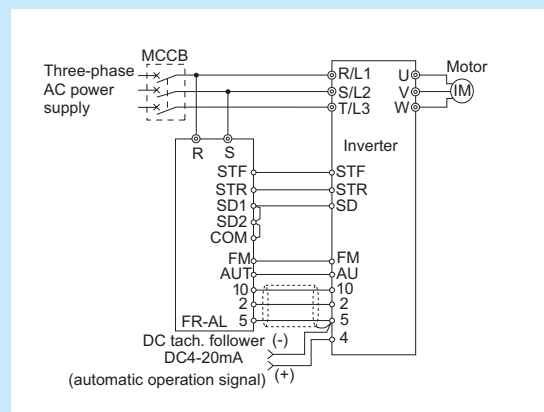 MCCB
Three-phase
AC power
supply
R/L1
S/L2
T/L3
U
V
W
Motor
IM
Inverter
R S
STF STF
STR STR
SD1 SD
SD2
COM
FM FM
AUT AU
10 10
2 2
FR-AL 5 5
DC tach. follower (-)
4
DC4-20mA
(automatic operation signal) (+)